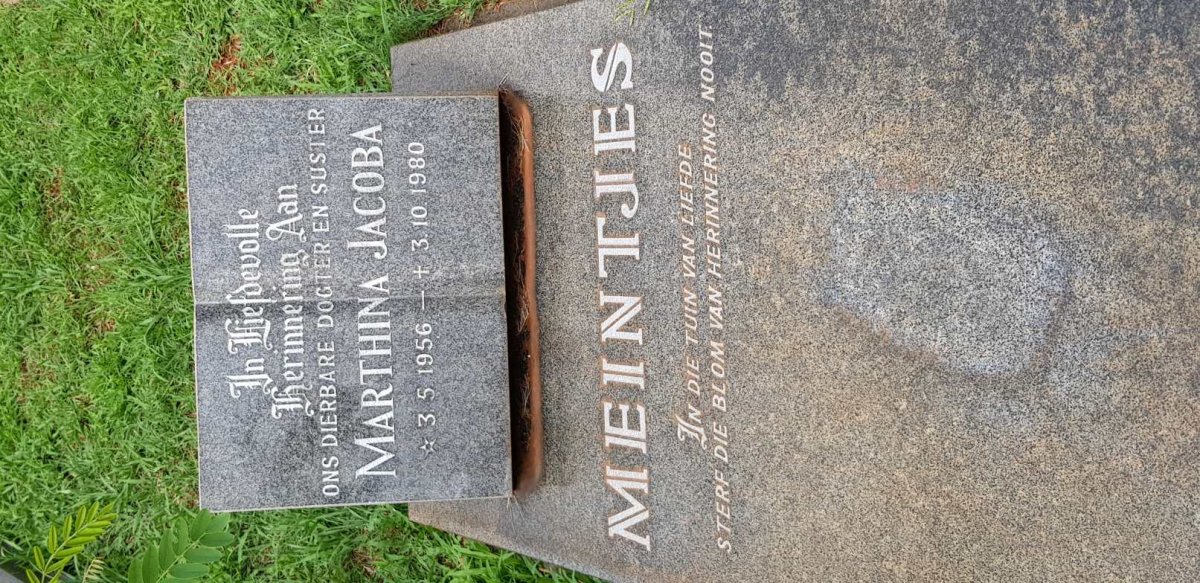 In Liefdevolle
Herinnering Aan
ONS DIERBARE DOGTER EN SUSTER
MARTHINA JACOBA
☆ 3 5 1956 — + 3.10.1980
MEINTJIES
IN DIE TUIN VAN LIEFDE
STERF DIE BLOM VAN HERINNERING NOOIT